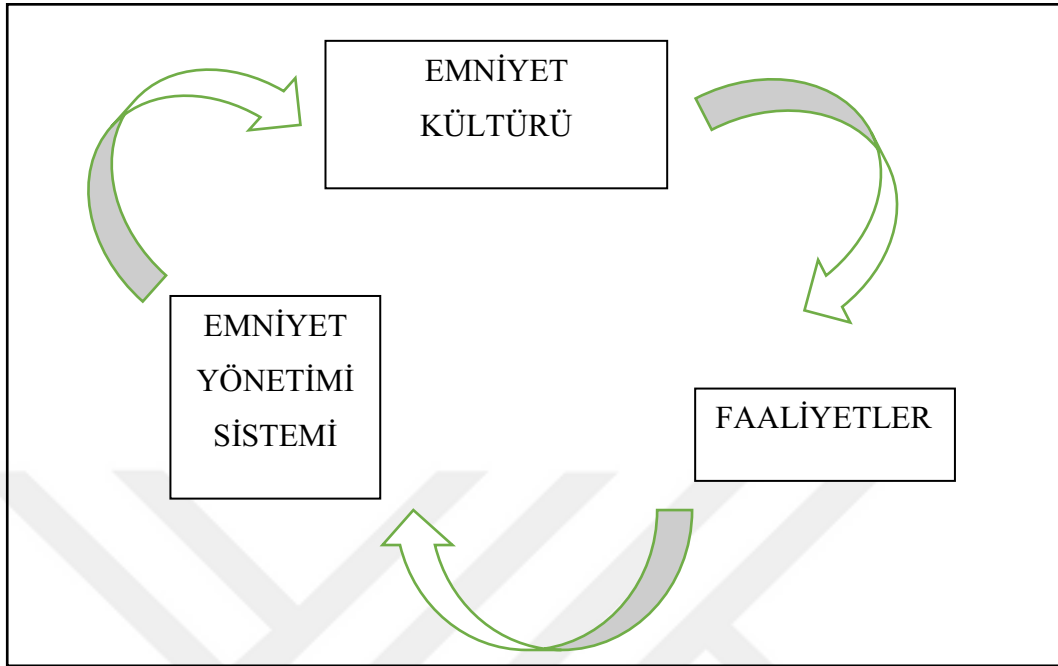 EMNİYET
KÜLTÜRÜ
EMNİYET
YÖNETİMİ
SİSTEMİ
FAALİYETLER